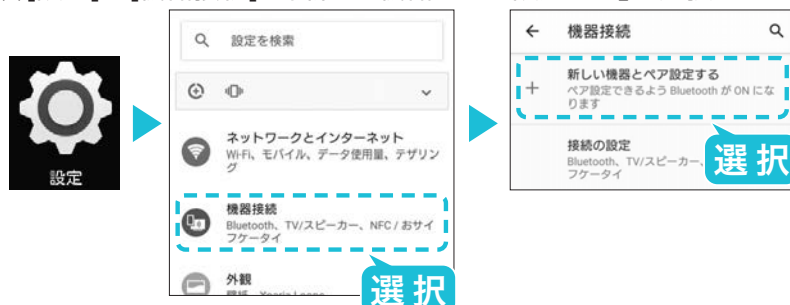 設定
設定を検索
ネットワークとインターネット
Wi-Fi、モバイル、データ使用量、テザリン
グ
機器接続
Bluetooth、TV/スピーカー、NFC / おサイ
フケータイ
外観
選択
機器接続
新しい機器とペア設定する
ペア設定できるよう Bluetooth が ON にな
ります
接続の設定
Bluetooth、TV/スピーカー、
フケータイ
選択